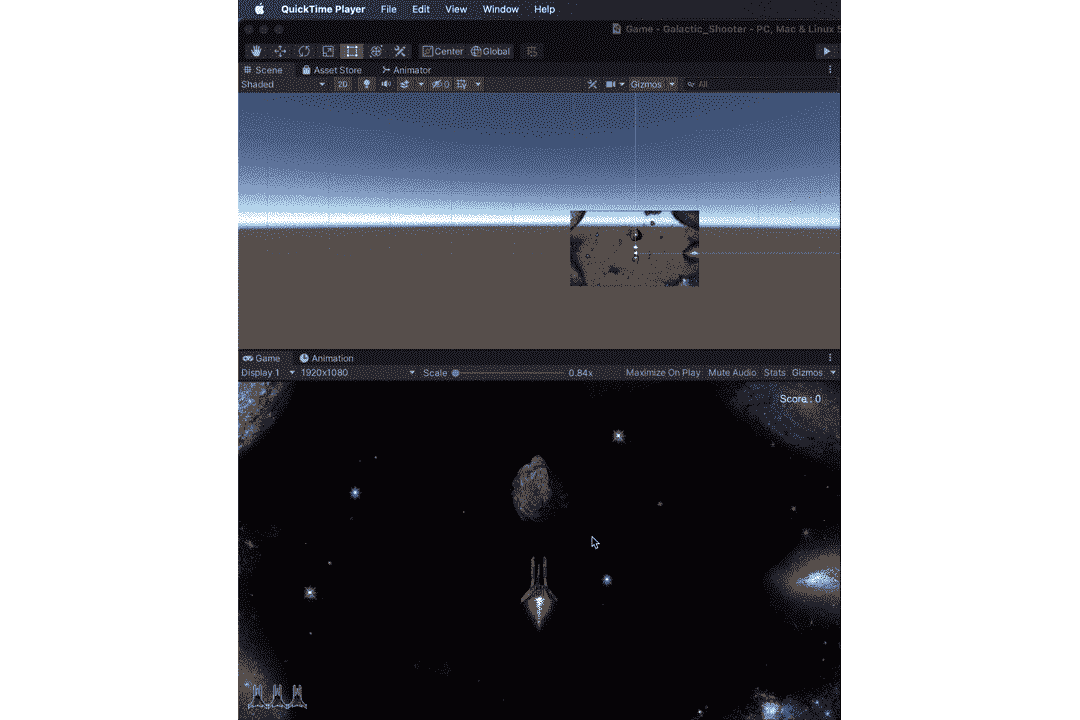 QuickTime Player File Edit View Window Help
Game - Galactic_Shooter - PC, Mac & Linux S
Center Global
Scene Asset Store Animator
Shaded 2D 0 Gizmos All
Game Animation
Display 1 1920x1080 Scale 0.84x Maximize On Play Mute Audio Stats Gizmos
Score : 0